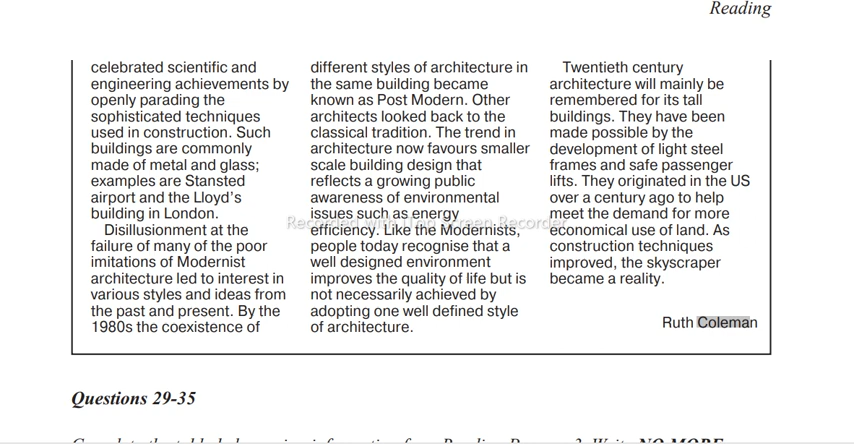 Reading
celebrated scientific and
engineering achievements by
openly parading the
sophisticated techniques
used in construction. Such
buildings are commonly
made of metal and glass;
examples are Stansted
airport and the Lloyd's
building in London.
Disillusionment at the
failure of many of the poor
imitations of Modernist
architecture led to interest in
various styles and ideas from
the past and present. By the
1980s the coexistence of
different styles of architecture in
the same building became
known as Post Modern. Other
architects looked back to the
classical tradition. The trend in
architecture now favours smaller
scale building design that
reflects a growing public
awareness of environmental
issues such as energy
efficiency. Like the Modernists,
people today recognise that a
well designed environment
improves the quality of life but is
not necessarily achieved by
adopting one well defined style
of architecture.
Twentieth century
architecture will mainly be
remembered for its tall
buildings. They have been
made possible by the
development of light steel
frames and safe passenger
lifts. They originated in the US
over a century ago to help
meet the demand for more
economical use of land. As
construction techniques
improved, the skyscraper
became a reality.
Ruth Coleman
Recorded with iTop Screen Recorder
Questions 29-35